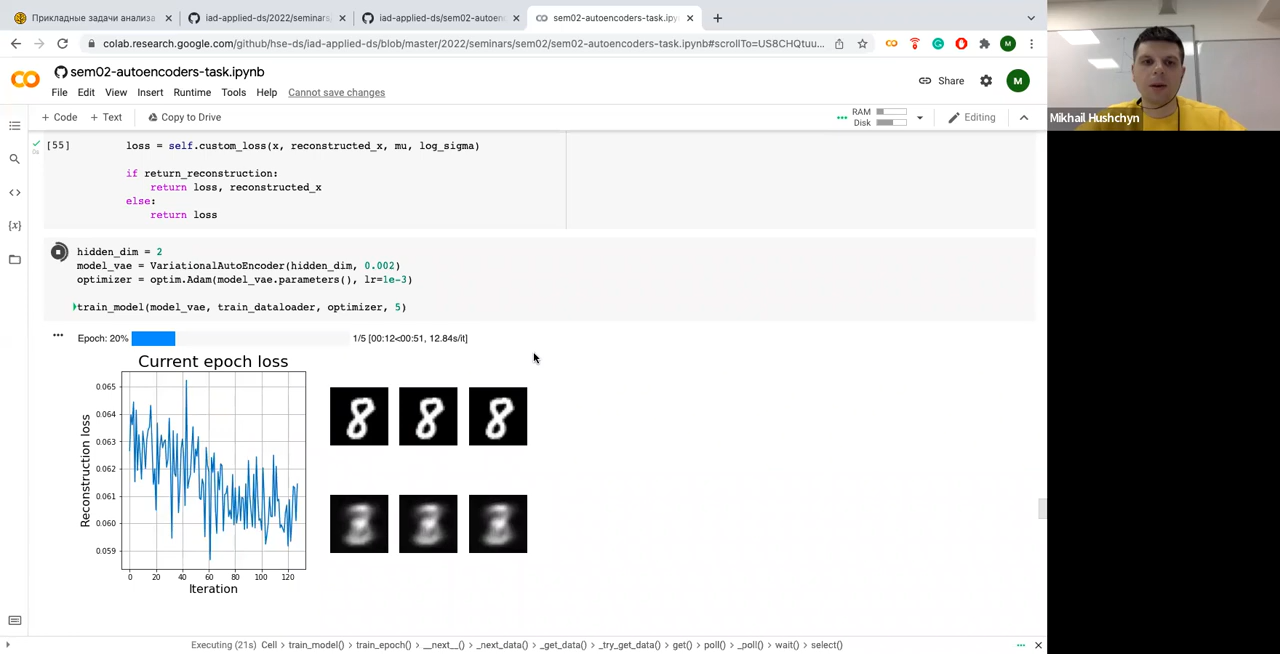 Прикладные задачи анализа
iad-applied-ds/2022/seminars
iad-applied-ds/sem02-autoen
sem02-autoencoders-task.ipy
colab.research.google.com/github/hse-ds/iad-applied-ds/blob/master/2022/seminars/sem02/sem02-autoencoders-task.ipynb#scrollTo=US8CHQtuu...
M
sem02-autoencoders-task.ipynb
Share
M
File Edit View Insert Runtime Tools Help Cannot save changes
+ Code + Text Copy to Drive
RAM
Disk
Editing
Mikhail Hushchyn
[55] loss = self.custom_loss(x, reconstructed_x, mu, log_sigma)
0s
if return_reconstruction:
return loss, reconstructed_x
else:
return loss
{x}
hidden_dim = 2
model_vae = VariationalAutoEncoder(hidden_dim, 0.002)
optimizer = optim.Adam(model_vae.parameters(), lr=1e-3)
train_model(model_vae, train_dataloader, optimizer, 5)
Epoch: 20% 1/5 [00:12<00:51, 12.84s/it]
Current epoch loss
0.065
0.064
0.063
0.062
0.061
0.060
0.059
Reconstruction loss
0 20 40 60 80 100 120
Iteration
8 8 8
Executing (21s) Cell > train_model() > train_epoch() > __next__() > _next_data() > _get_data() > _try_get_data() > get() > poll() > _poll() > wait() > select()